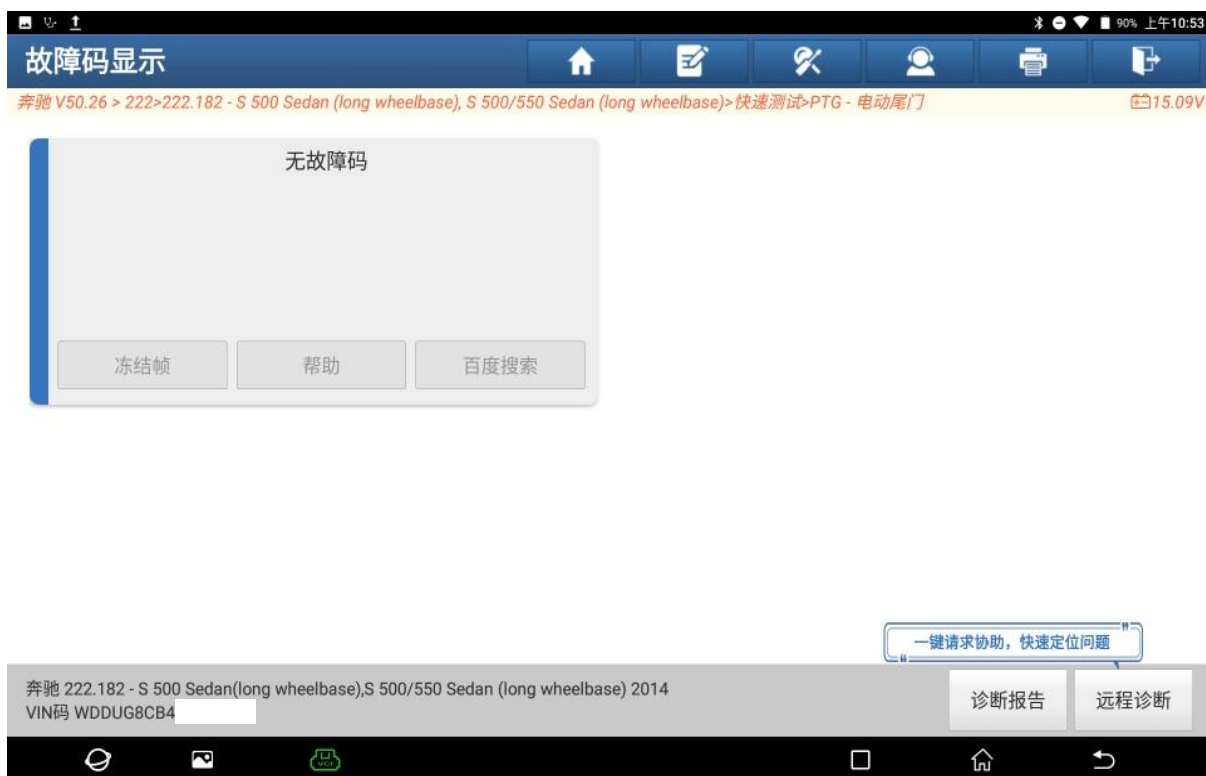 90% 上午10:53
故障码显示
奔驰 V50.26 > 222>222.182 - S 500 Sedan (long wheelbase), S 500/550 Sedan (long wheelbase)>快速测试>PTG - 电动尾门 15.09V
无故障码
冻结帧 帮助 百度搜索
一键请求协助，快速定位问题
奔驰 222.182 - S 500 Sedan(long wheelbase),S 500/550 Sedan (long wheelbase) 2014
VIN码 WDDUG8CB4
诊断报告 远程诊断
VCI